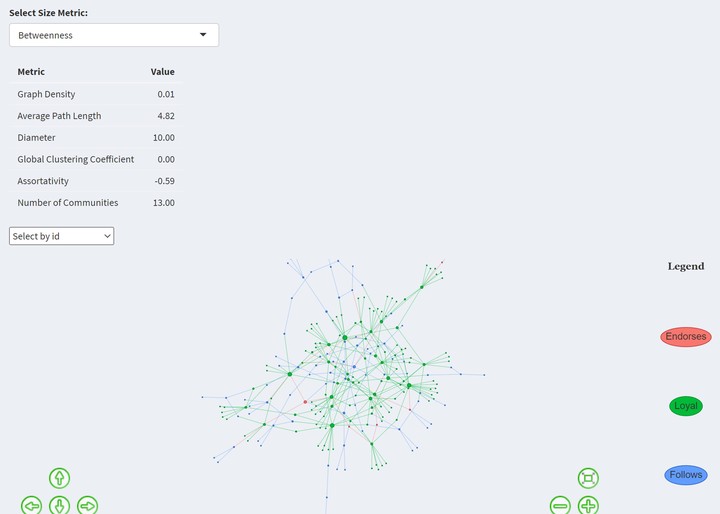 Select Size Metric:
Betweenness
Metric Value
Graph Density 0.01
Average Path Length 4.82
Diameter 10.00
Global Clustering Coefficient 0.00
Assortativity -0.59
Number of Communities 13.00
Select by id
Legend
Endorses
Loyal
Follows